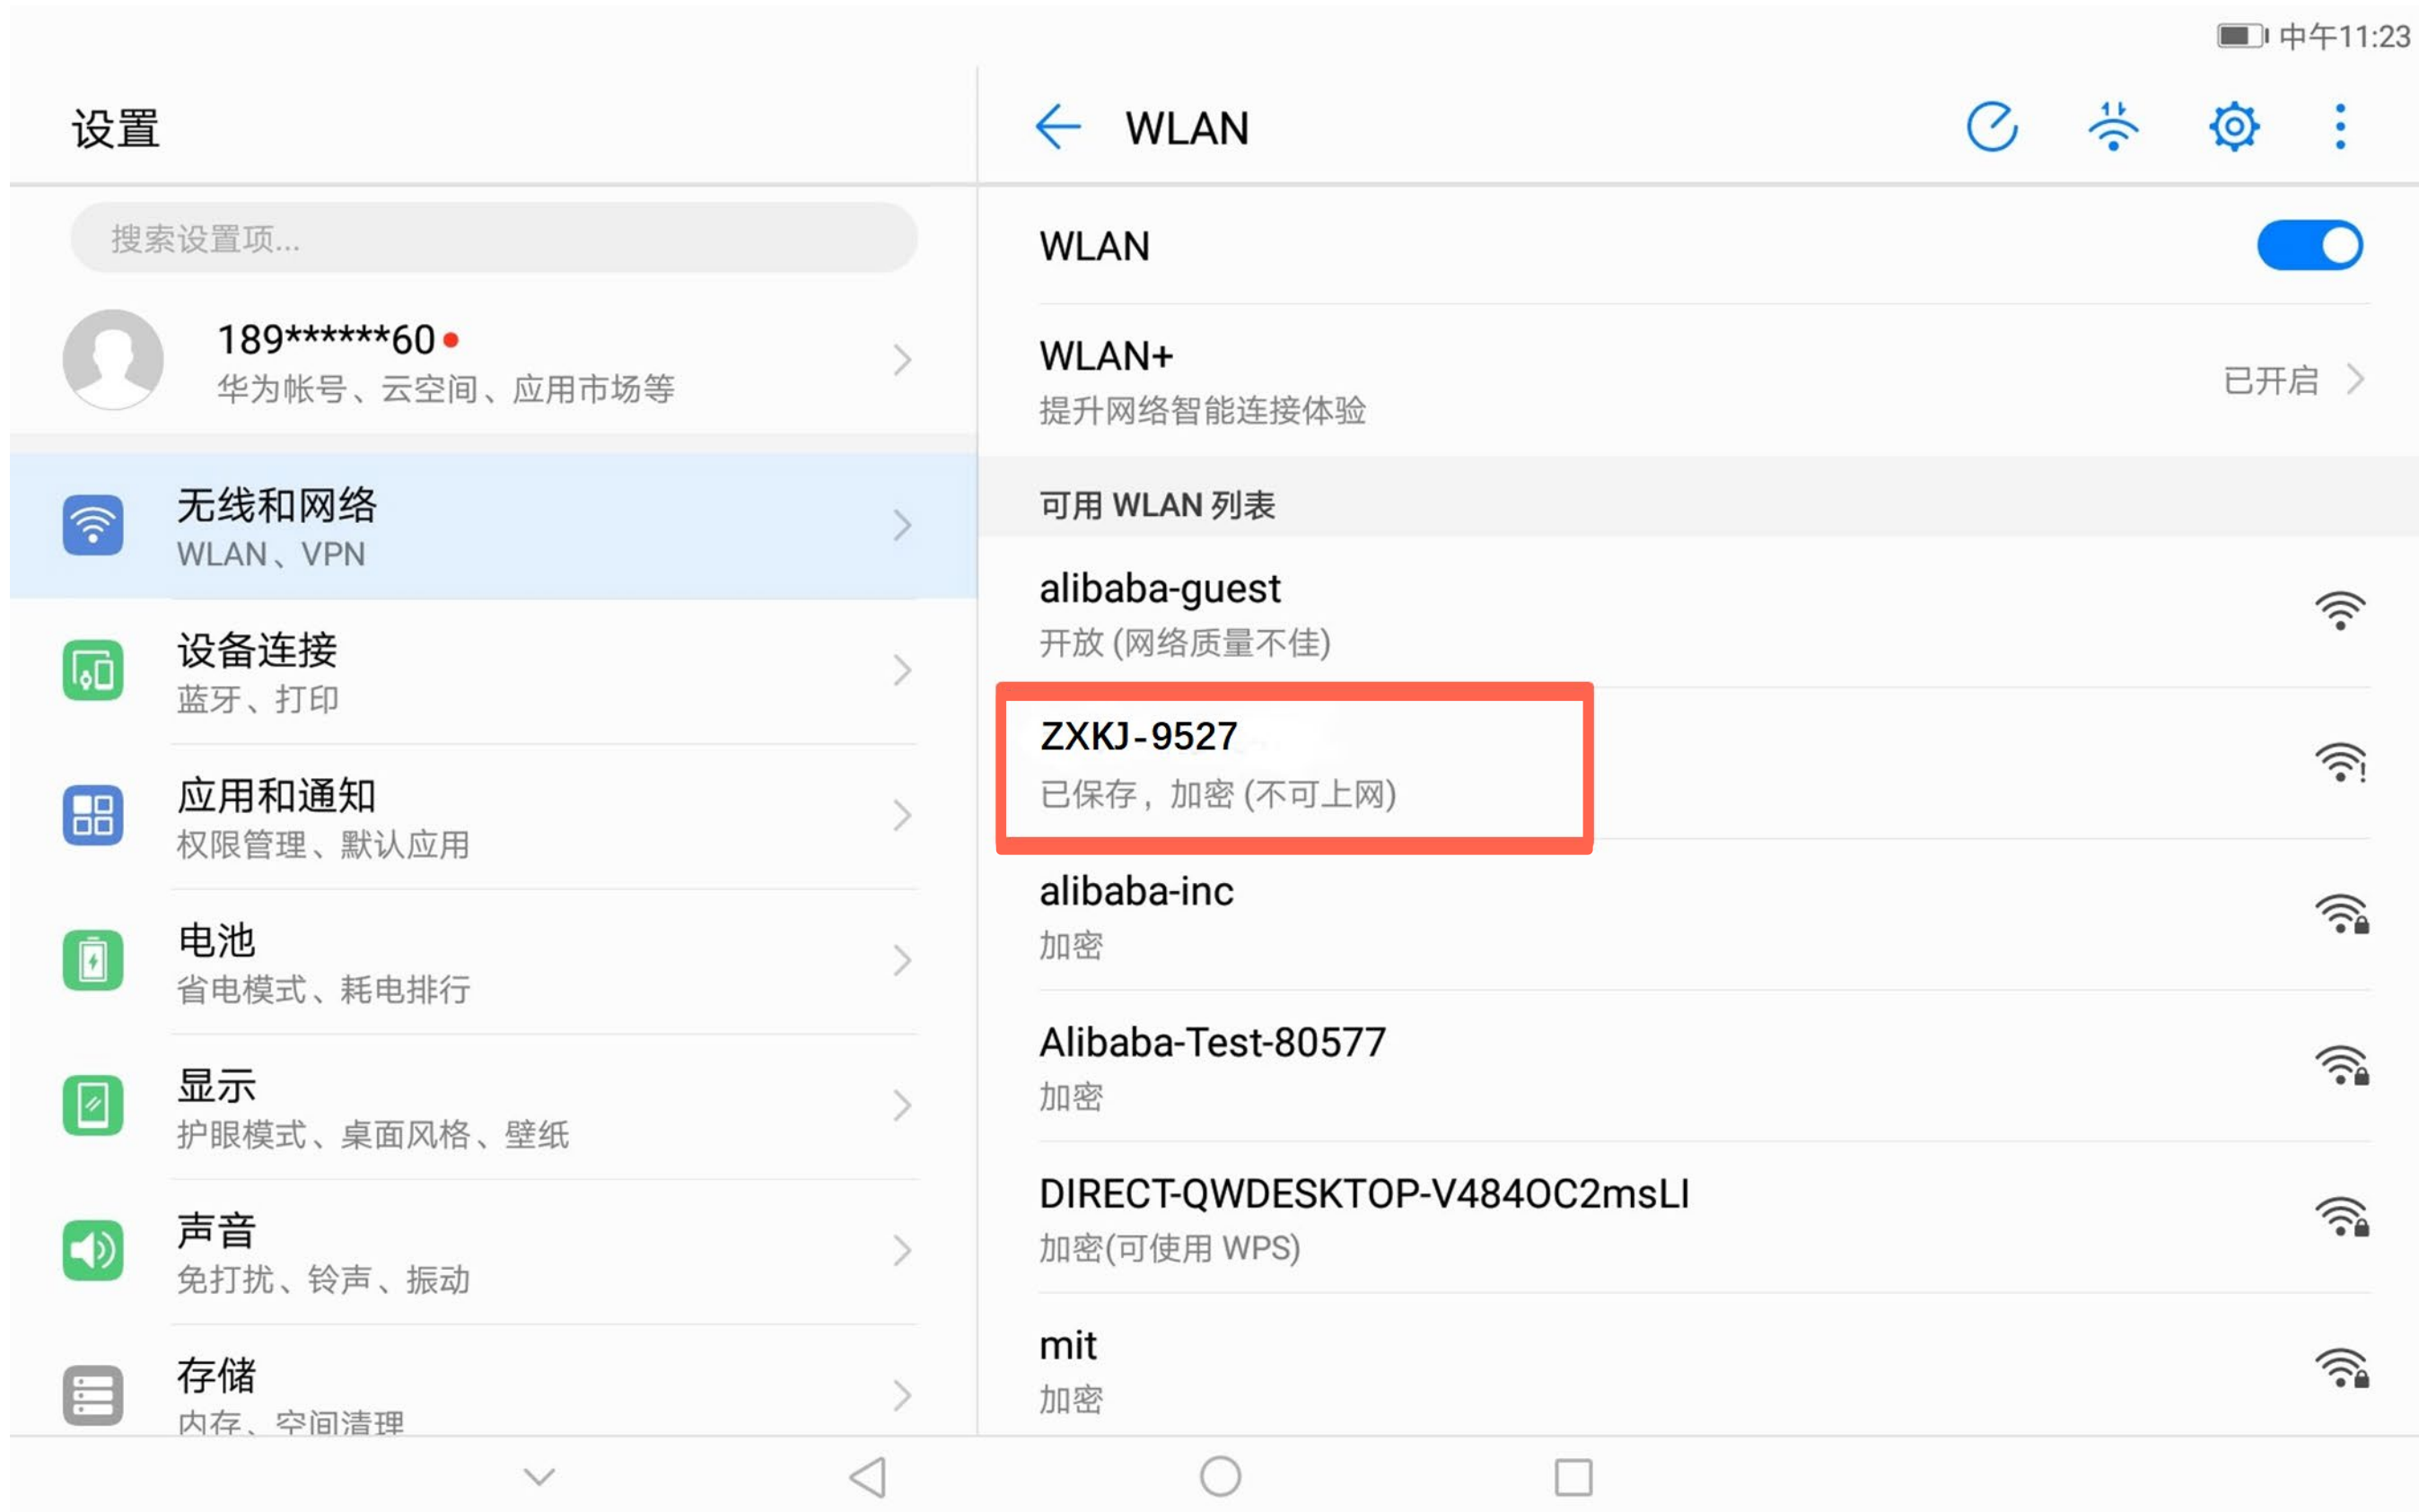 中午11:23
设置
搜索设置项...
189******60
华为帐号、云空间、应用市场等
无线和网络
WLAN、VPN
设备连接
蓝牙、打印
应用和通知
权限管理、默认应用
电池
省电模式、耗电排行
显示
护眼模式、桌面风格、壁纸
声音
免打扰、铃声、振动
存储
内存、空间清理
WLAN
WLAN
WLAN+
提升网络智能连接体验
已开启
可用 WLAN 列表
alibaba-guest
开放 (网络质量不佳)
ZXKJ-9527
已保存，加密 (不可上网)
alibaba-inc
加密
Alibaba-Test-80577
加密
DIRECT-QWDESKTOP-V484OC2msLI
加密(可使用 WPS)
mit
加密